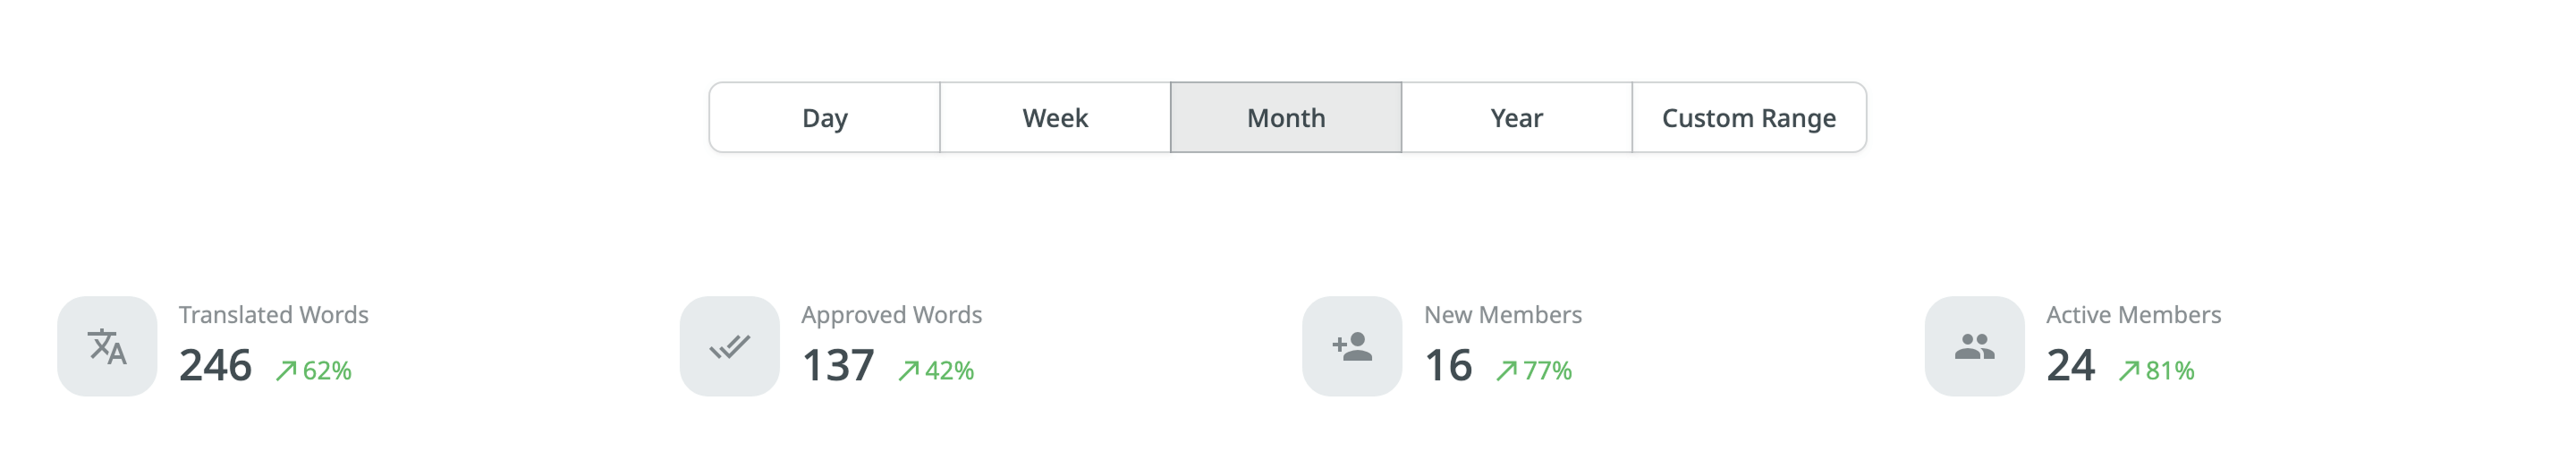 Day Week Month Year Custom Range
Translated Words
246 62%
Approved Words
137 42%
New Members
16 77%
Active Members
24 81%